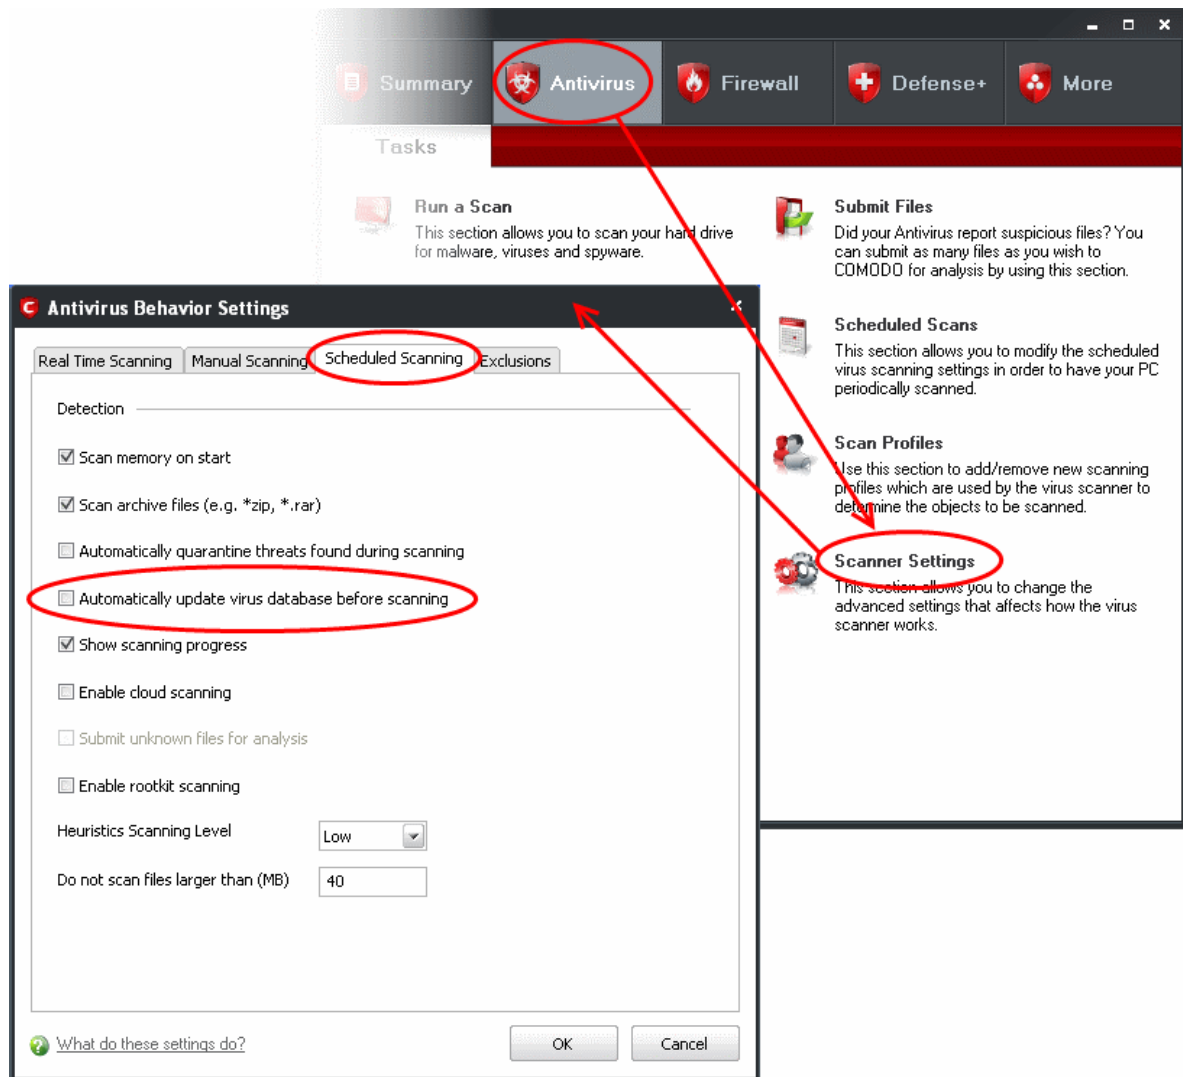 Summary
Antivirus
Firewall
Defense+
More
Tasks
Run a Scan
This section allows you to scan your hard drive
for malware, viruses and spyware.
Submit Files
Did your Antivirus report suspicious files? You
can submit as many files as you wish to
COMODO for analysis by using this section.
Scheduled Scans
This section allows you to modify the scheduled
virus scanning settings in order to have your PC
periodically scanned.
Scan Profiles
Use this section to add/remove new scanning
profiles which are used by the virus scanner to
determine the objects to be scanned.
Scanner Settings
This section allows you to change the
advanced settings that affects how the virus
scanner works.
Antivirus Behavior Settings
Real Time Scanning
Manual Scanning
Scheduled Scanning
Exclusions
Detection
Scan memory on start
Scan archive files (e.g. *zip, *.rar)
Automatically quarantine threats found during scanning
Automatically update virus database before scanning
Show scanning progress
Enable cloud scanning
Submit unknown files for analysis
Enable rootkit scanning
Heuristics Scanning Level
Low
Do not scan files larger than (MB)
40
What do these settings do?
OK
Cancel